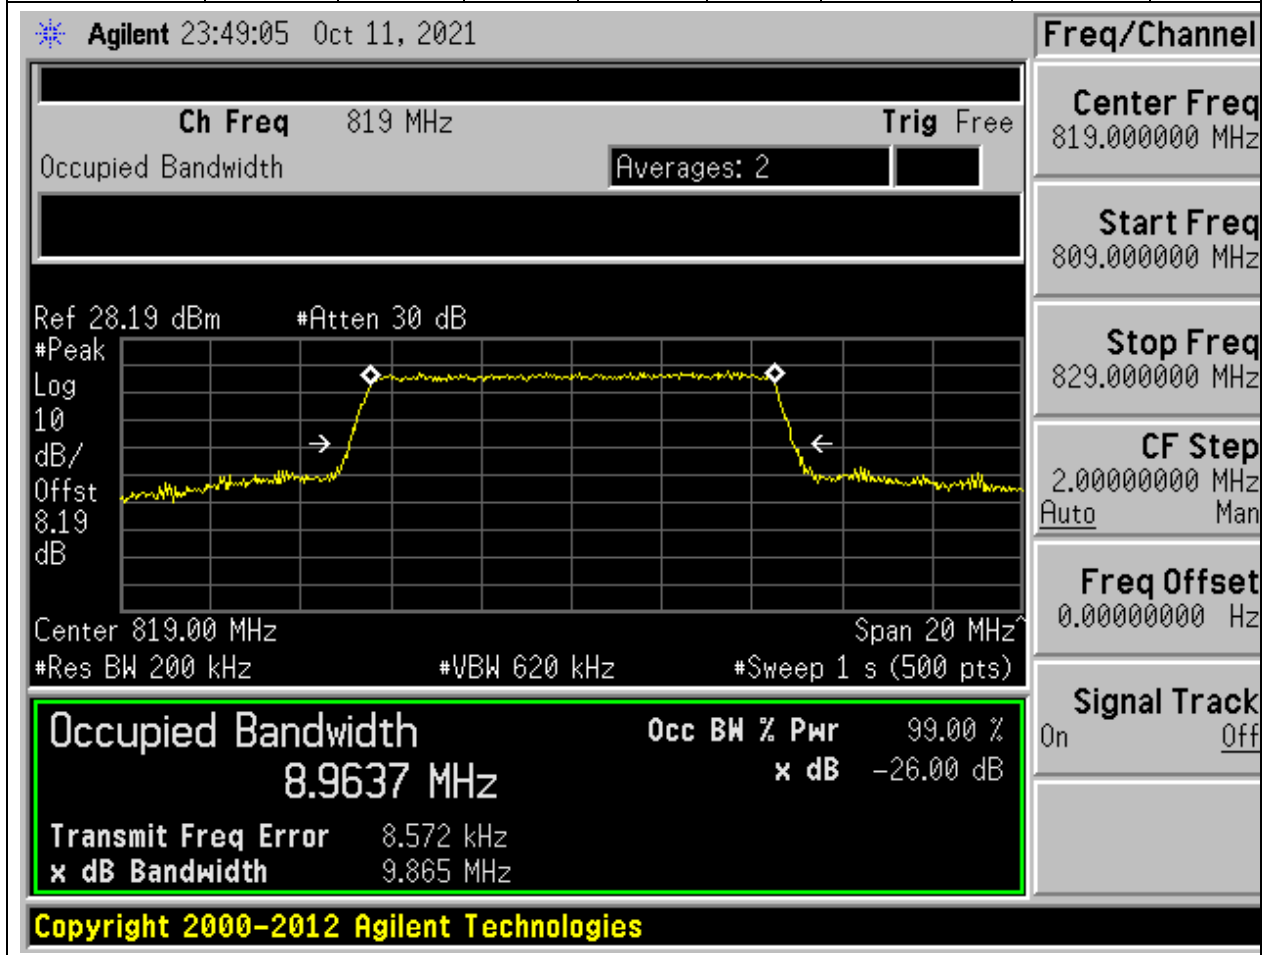 Agilent 23:49:05 Oct 11, 2021
Freq/Channel
Ch Freq 819 MHz Trig Free
Occupied Bandwidth Averages: 2
Ref 28.19 dBm #Atten 30 dB
#Peak
Log
10
dB/
Offst
8.19
dB
Center 819.00 MHz Span 20 MHz^
#Res BW 200 kHz #VBW 620 kHz #Sweep 1 s (500 pts)
Occupied Bandwidth Occ BW % Pwr 99.00 %
8.9637 MHz x dB -26.00 dB
Transmit Freq Error 8.572 kHz
x dB Bandwidth 9.865 MHz
Center Freq
819.000000 MHz
Start Freq
809.000000 MHz
Stop Freq
829.000000 MHz
CF Step
2.00000000 MHz
Auto Man
Freq Offset
0.00000000 Hz
Signal Track
On Off
Copyright 2000-2012 Agilent Technologies